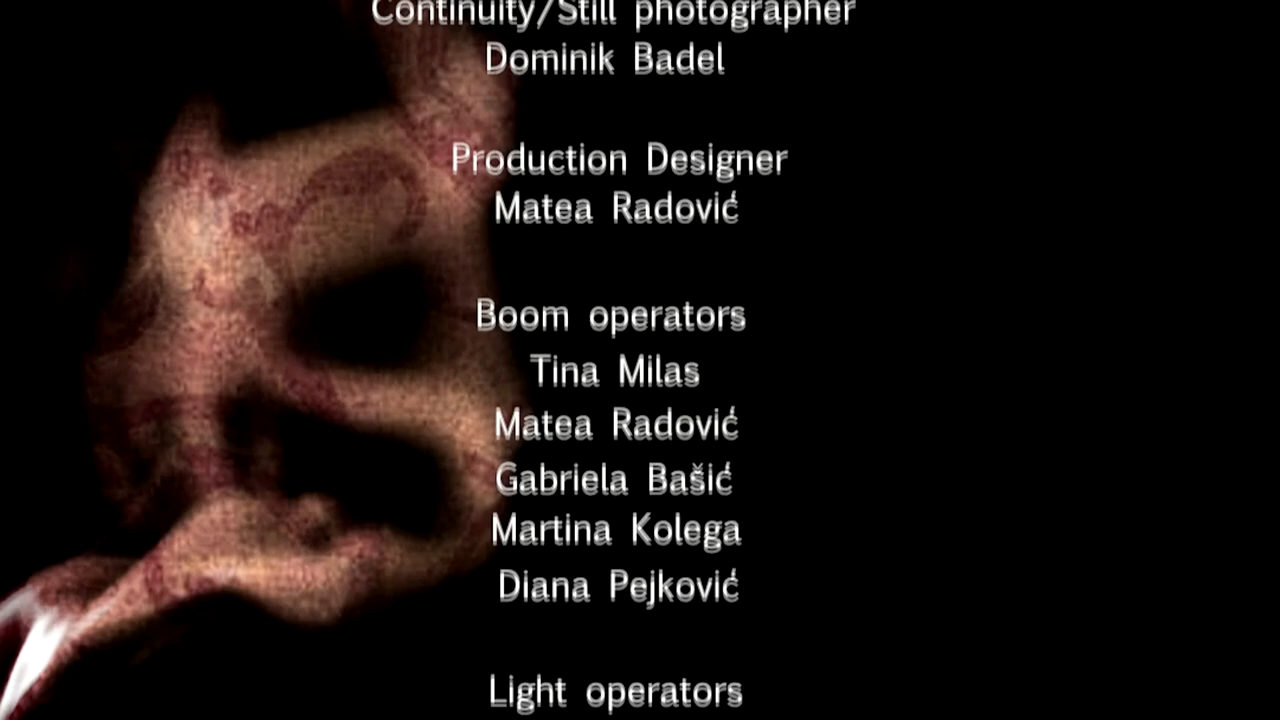 Continuity/Still photographer
Dominik Badel
Production Designer
Matea Radović
Boom operators
Tina Milas
Matea Radović
Gabriela Bašić
Martina Kolega
Diana Pejković
Light operators